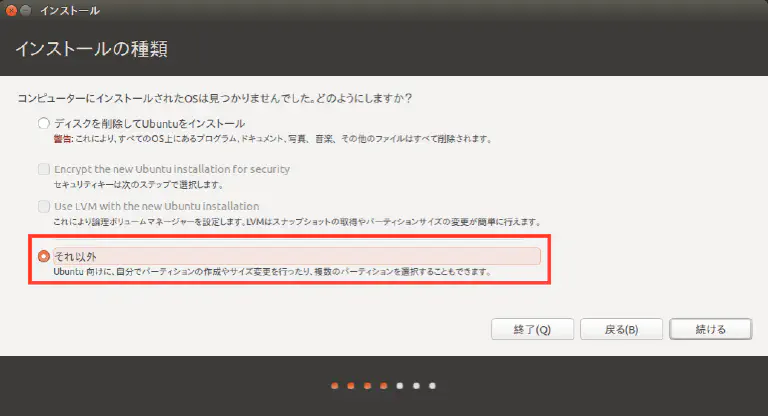 インストール
インストールの種類
コンピューターにインストールされたOSは見つかりませんでした。どのようにしますか？
ディスクを削除してUbuntuをインストール
警告: これにより、すべてのOS上にあるプログラム、ドキュメント、写真、音楽、その他のファイルはすべて削除されます。
Encrypt the new Ubuntu installation for security
セキュリティキーは次のステップで選択します。
Use LVM with the new Ubuntu installation
これにより論理ボリュームマネージャーを設定します。LVMはスナップショットの取得やパーティションサイズの変更が簡単に行えます。
それ以外
Ubuntu 向けに、自分でパーティションの作成やサイズ変更を行ったり、複数のパーティションを選択することもできます。
終了(Q)
戻る(B)
続ける